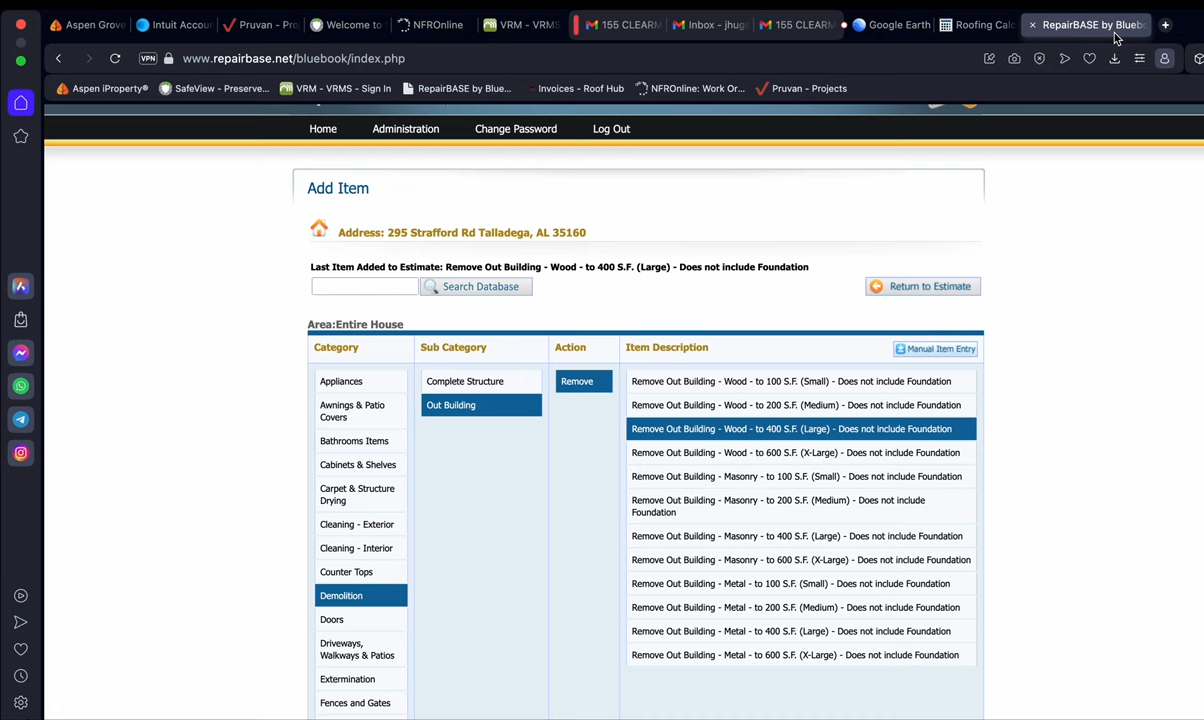 Aspen Grove
Intuit Accou
Pruvan - Pro
Welcome to
NFROnline
VRM - VRMS
155 CLEARM
Inbox - jhug
155 CLEARM
Google Earth
Roofing Cal
RepairBASE by Blueb
VPN
www.repairbase.net/bluebook/index.php
Aspen iProperty®
SafeView - Preserve...
VRM - VRMS - Sign In
RepairBASE by Blue...
Invoices - Roof Hub
NFROnline: Work Or...
Pruvan - Projects
Home
Administration
Change Password
Log Out
Add Item
Address: 295 Strafford Rd Talladega, AL 35160
Last Item Added to Estimate: Remove Out Building - Wood - to 400 S.F. (Large) - Does not include Foundation
Search Database
Return to Estimate
Area:Entire House
Category
Sub Category
Action
Item Description
Manual Item Entry
Appliances
Awnings & Patio
Covers
Bathrooms Items
Cabinets & Shelves
Carpet & Structure
Drying
Cleaning - Exterior
Cleaning - Interior
Counter Tops
Demolition
Doors
Driveways,
Walkways & Patios
Extermination
Fences and Gates
Complete Structure
Out Building
Remove
Remove Out Building - Wood - to 100 S.F. (Small) - Does not include Foundation
Remove Out Building - Wood - to 200 S.F. (Medium) - Does not include Foundation
Remove Out Building - Wood - to 400 S.F. (Large) - Does not include Foundation
Remove Out Building - Wood - to 600 S.F. (X-Large) - Does not include Foundation
Remove Out Building - Masonry - to 100 S.F. (Small) - Does not include Foundation
Remove Out Building - Masonry - to 200 S.F. (Medium) - Does not include
Foundation
Remove Out Building - Masonry - to 400 S.F. (Large) - Does not include Foundation
Remove Out Building - Masonry - to 600 S.F. (X-Large) - Does not include Foundation
Remove Out Building - Metal - to 100 S.F. (Small) - Does not include Foundation
Remove Out Building - Metal - to 200 S.F. (Medium) - Does not include Foundation
Remove Out Building - Metal - to 400 S.F. (Large) - Does not include Foundation
Remove Out Building - Metal - to 600 S.F. (X-Large) - Does not include Foundation